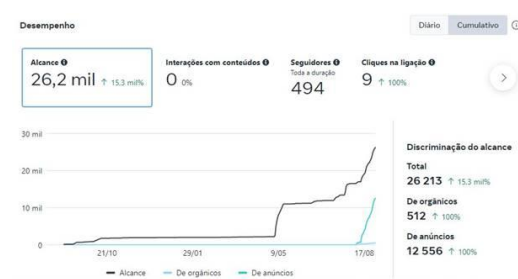 Desempenho
Diário Cumulativo
Alcance
26,2 mil ↑ 15,3 mil%
Interações com conteúdos
0 0%
Seguidores
Toda a duração
494
Cliques na ligação
9 ↑ 100%
30 mil
20 mil
10 mil
0
21/10 29/01 9/05 17/08
Alcance De orgânicos De anúncios
Discriminação do alcance
Total
26 213 ↑ 15,3 mil%
De orgânicos
512 ↑ 100%
De anúncios
12 556 ↑ 100%